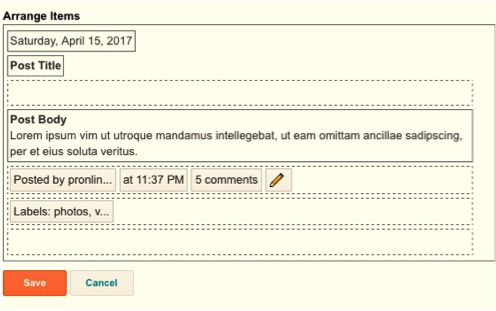 Arrange Items
Saturday, April 15, 2017
Post Title
Post Body
Lorem ipsum vim ut utroque mandamus intellegebat, ut eam omittam ancillae sadipscing,
per et eius soluta veritus.
Posted by pronlin... at 11:37 PM 5 comments
Labels: photos, v...
Save Cancel